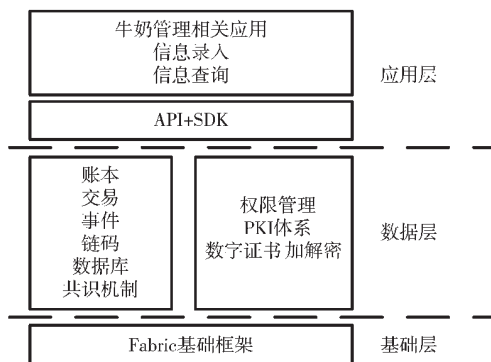 牛奶管理相关应用
信息录入
信息查询
应用层
API+SDK
账本
交易
事件
链码
数据库
共识机制
权限管理
PKI体系
数字证书 加解密
数据层
Fabric基础框架
基础层